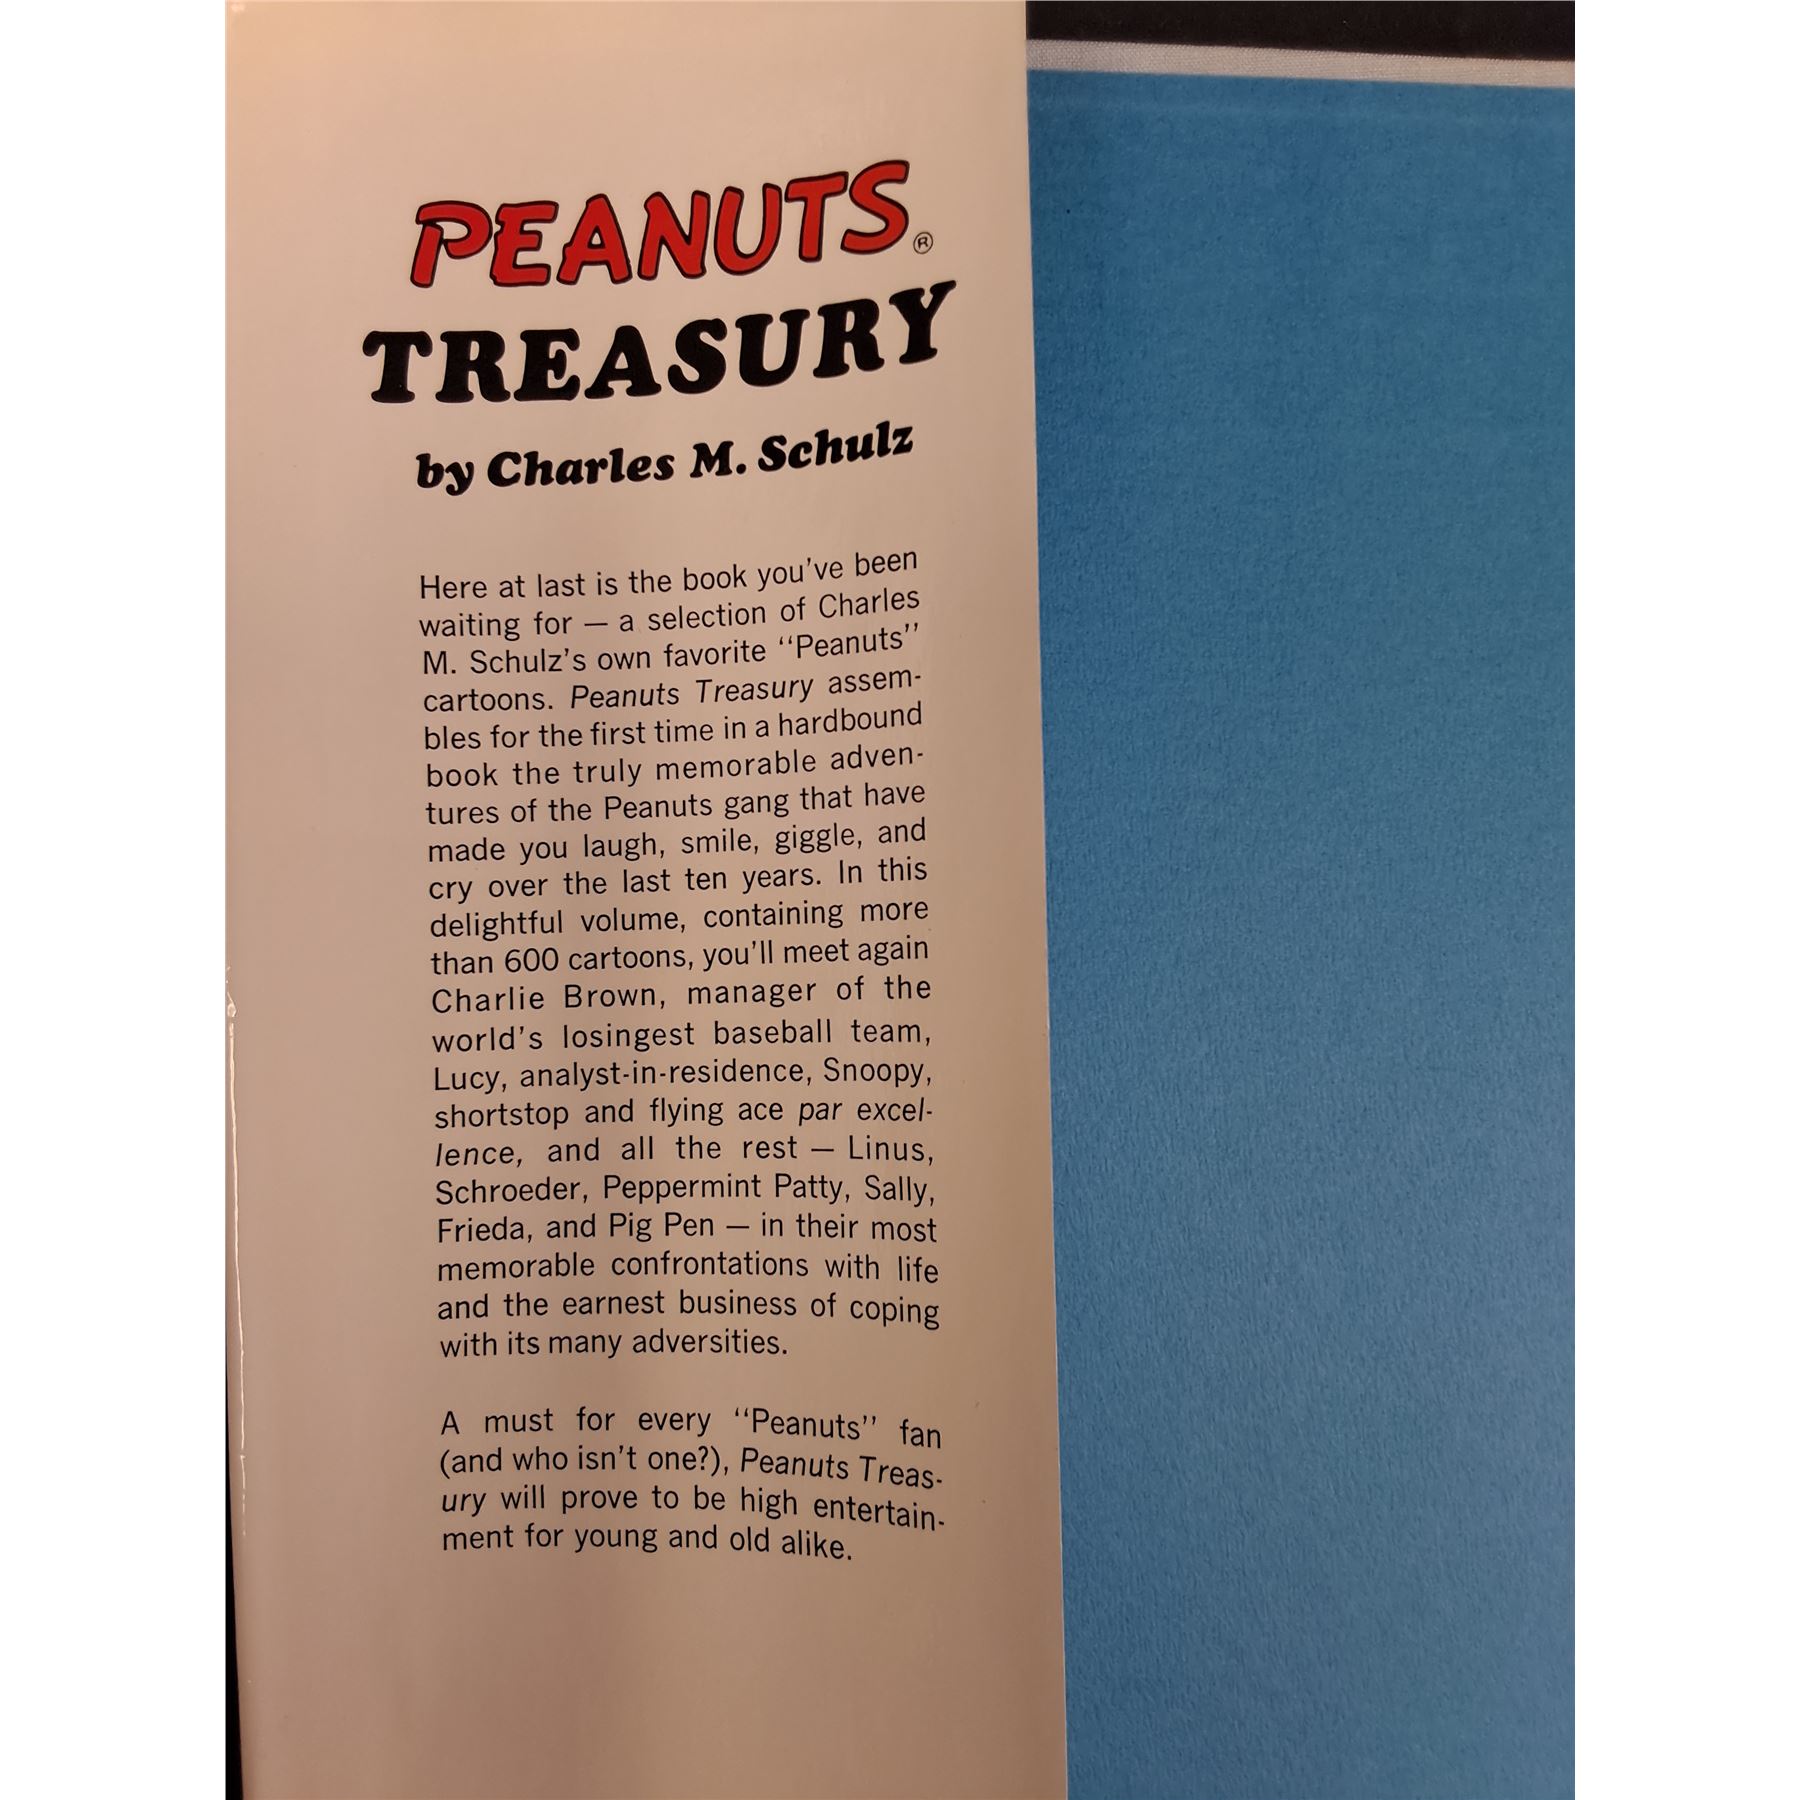 PEANUTS®
TREASURY
by Charles M. Schulz
Here at last is the book you've been
waiting for — a selection of Charles
M. Schulz's own favorite "Peanuts"
cartoons. Peanuts Treasury assem-
bles for the first time in a hardbound
book the truly memorable adven-
tures of the Peanuts gang that have
made you laugh, smile, giggle, and
cry over the last ten years. In this
delightful volume, containing more
than 600 cartoons, you'll meet again
Charlie Brown, manager of the
world's losingest baseball team,
Lucy, analyst-in-residence, Snoopy,
shortstop and flying ace par excel-
lence, and all the rest — Linus,
Schroeder, Peppermint Patty, Sally,
Frieda, and Pig Pen — in their most
memorable confrontations with life
and the earnest business of coping
with its many adversities.
A must for every "Peanuts" fan
(and who isn't one?), Peanuts Treas-
ury will prove to be high entertain-
ment for young and old alike.